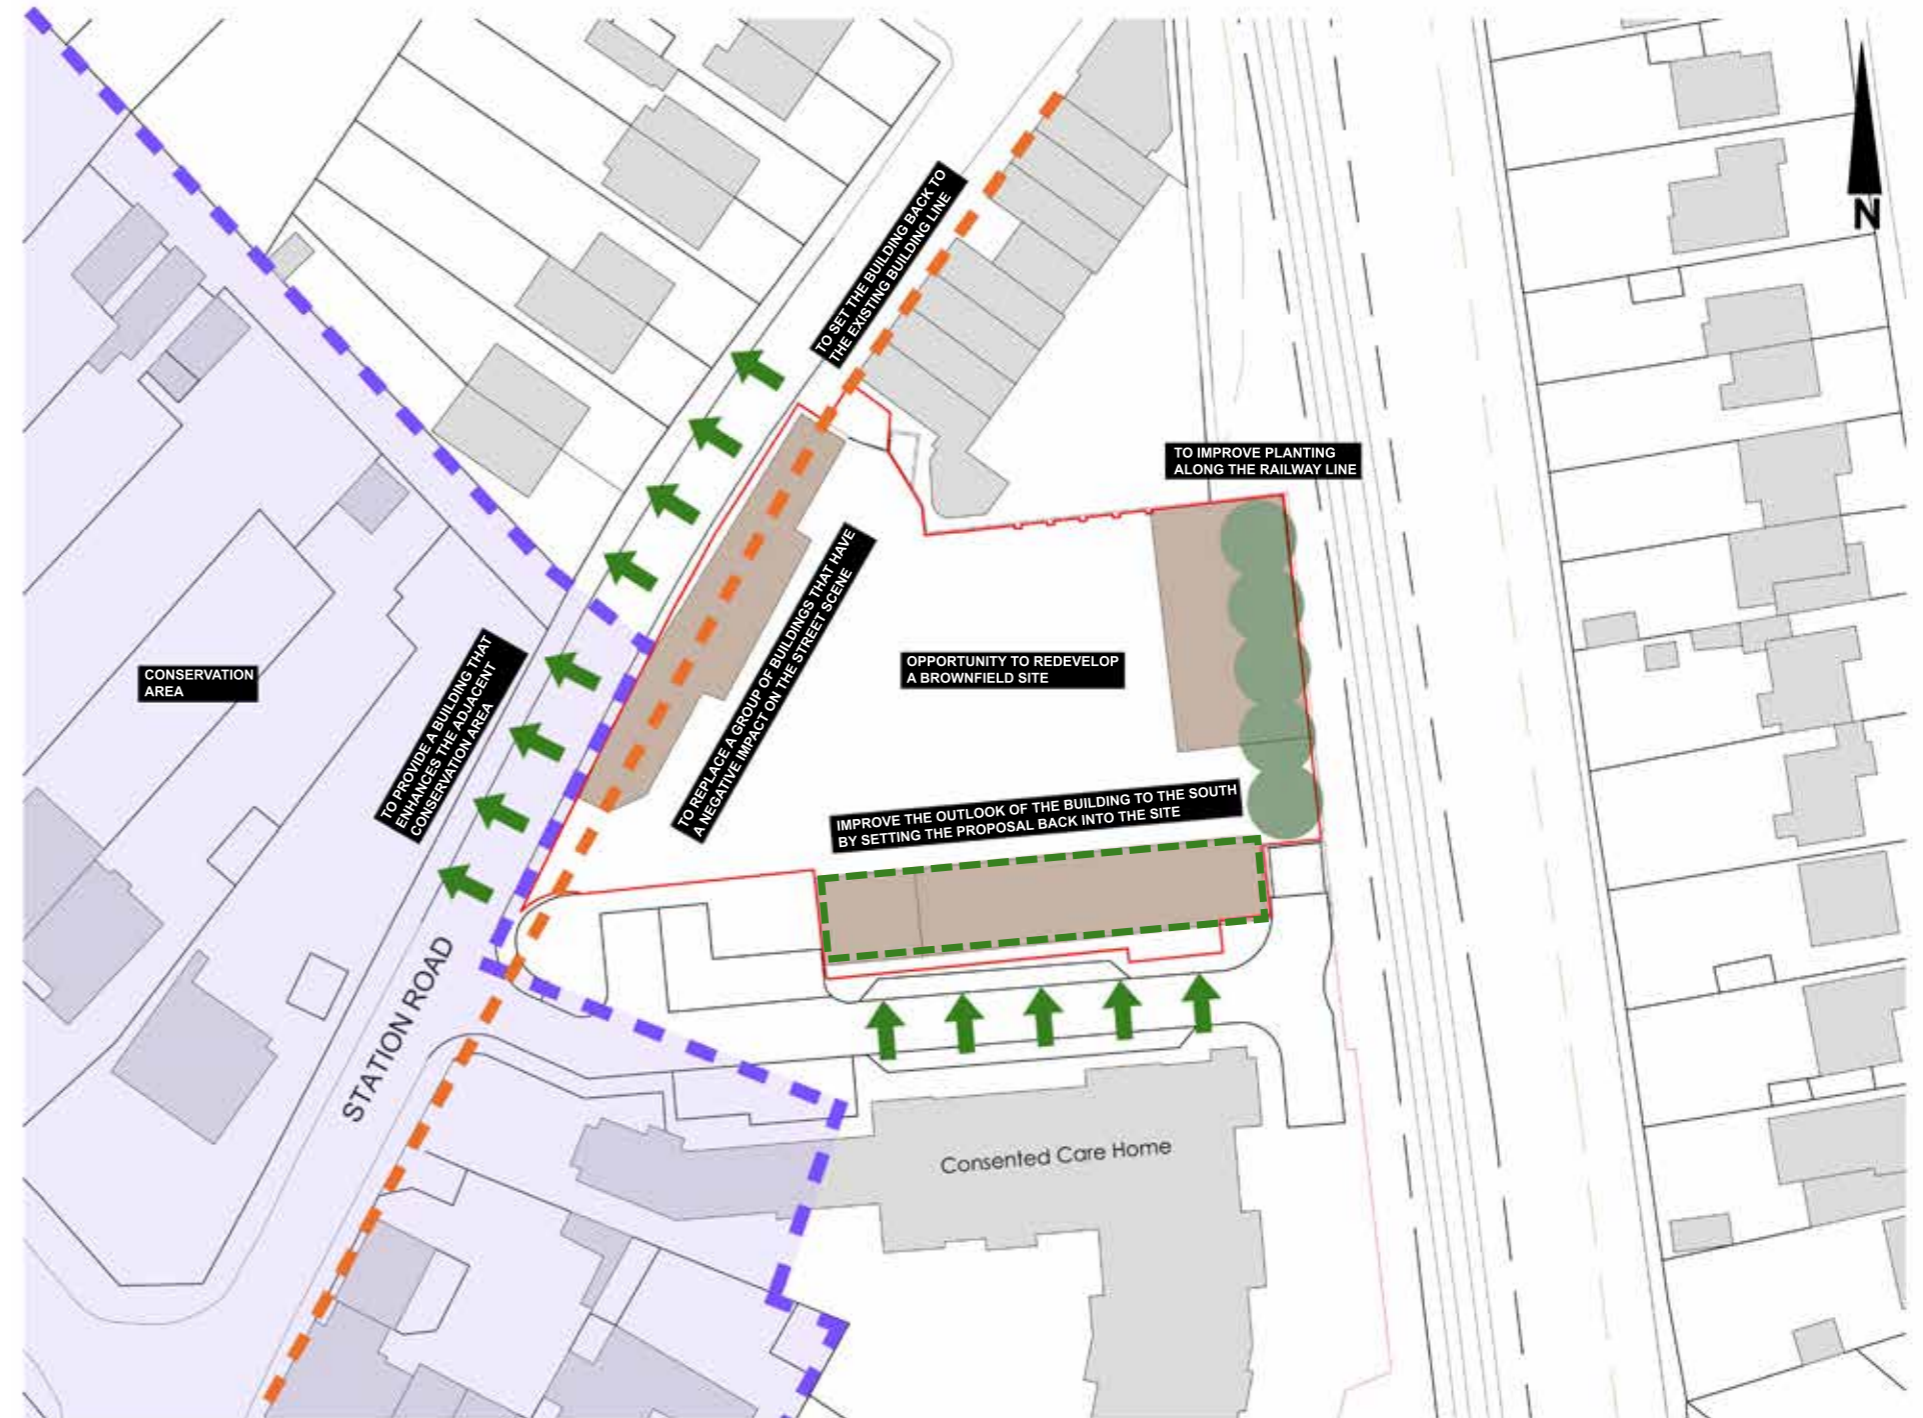 N
TO SET THE BUILDING BACK TO
THE EXISTING BUILDING LINE
TO IMPROVE PLANTING
ALONG THE RAILWAY LINE
TO REPLACE A GROUP OF BUILDINGS THAT HAVE
A NEGATIVE IMPACT ON THE STREET SCENE
OPPORTUNITY TO REDEVELOP
A BROWNFIELD SITE
CONSERVATION
AREA
TO PROVIDE A BUILDING THAT
ENHANCES THE ADJACENT
CONSERVATION AREA
IMPROVE THE OUTLOOK OF THE BUILDING TO THE SOUTH
BY SETTING THE PROPOSAL BACK INTO THE SITE
STATION ROAD
Consented Care Home